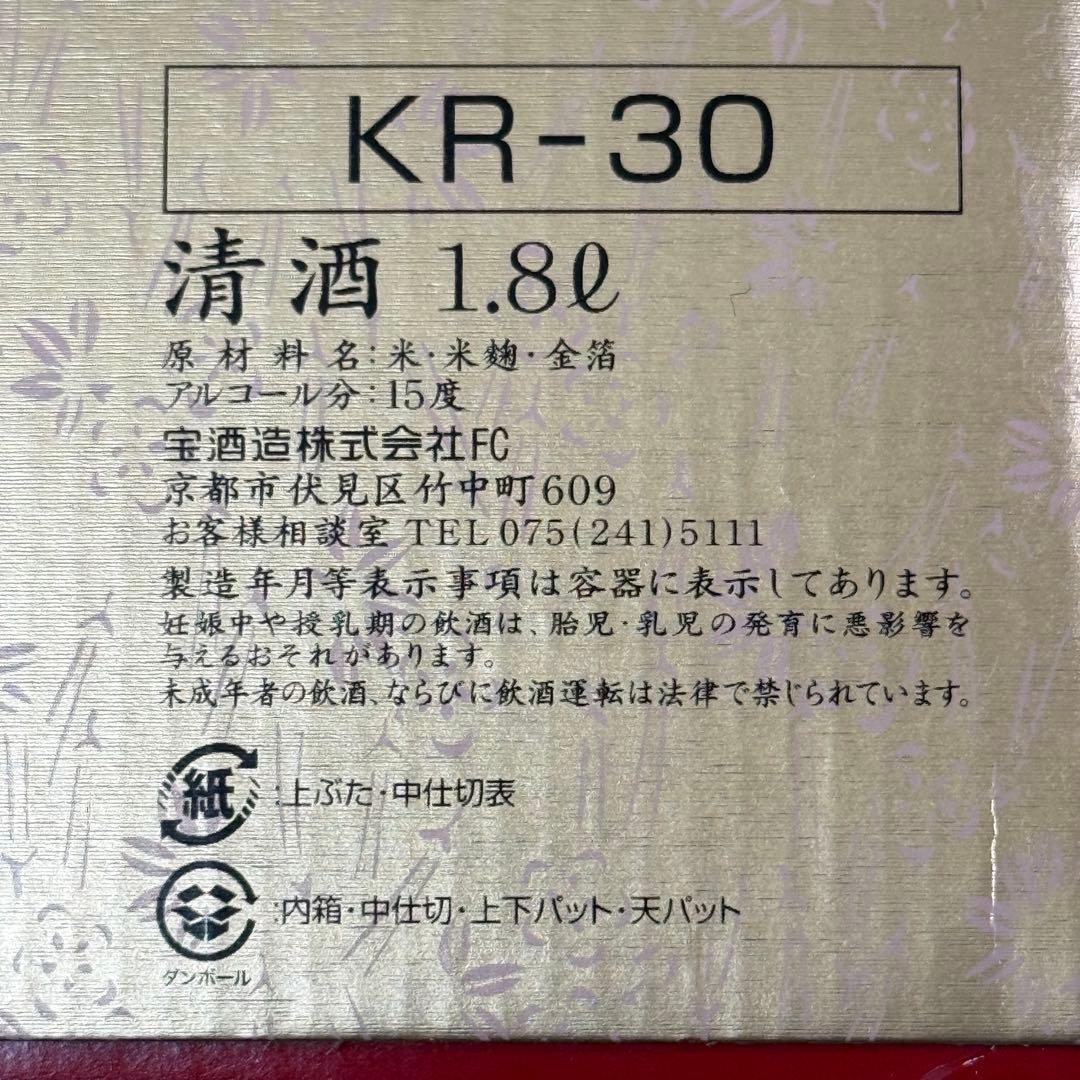 KR-30
清酒 1.8ℓ
原材料名:米・米麹・金箔
アルコール分:15度
宝酒造株式会社FC
京都市伏見区竹中町609
お客様相談室 TEL075(241)5111
製造年月等表示事項は容器に表示してあります。
妊娠中や授乳期の飲酒は、胎児・乳児の発育に悪影響を
与えるおそれがあります。
未成年者の飲酒、ならびに飲酒運転は法律で禁じられています。
紙:上ぶた・中仕切表
:内箱・中仕切・上下パット・天パット
ダンボール